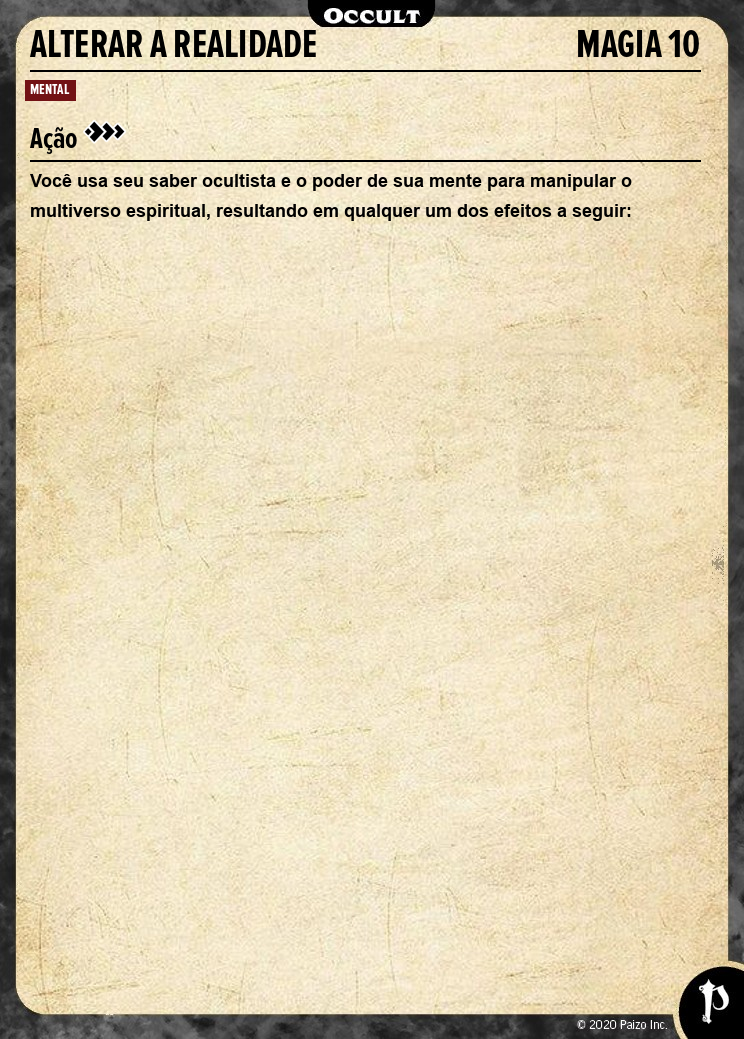 OCCULT
ALTERAR A REALIDADE MAGIA 10
MENTAL
Ação
Você usa seu saber ocultista e o poder de sua mente para manipular o
multiverso espiritual, resultando em qualquer um dos efeitos a seguir:
© 2020 Paizo Inc.
P